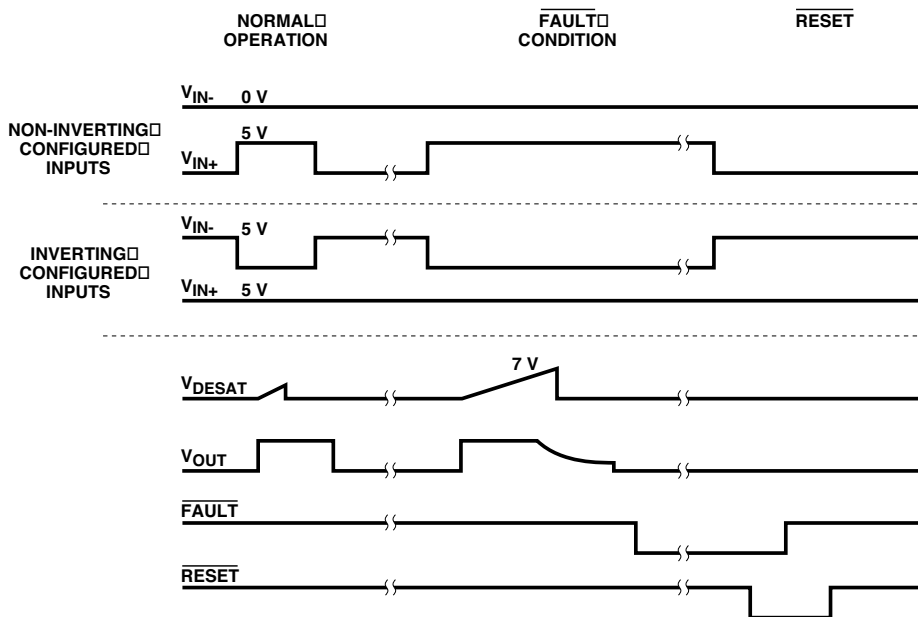 NORMAL□
OPERATION
FAULT□
CONDITION
RESET
NON-INVERTING□
CONFIGURED□
INPUTS
VIN- 0 V
VIN+ 5 V
INVERTING□
CONFIGURED□
INPUTS
VIN- 5 V
VIN+ 5 V
VDESAT 7 V
VOUT
FAULT
RESET